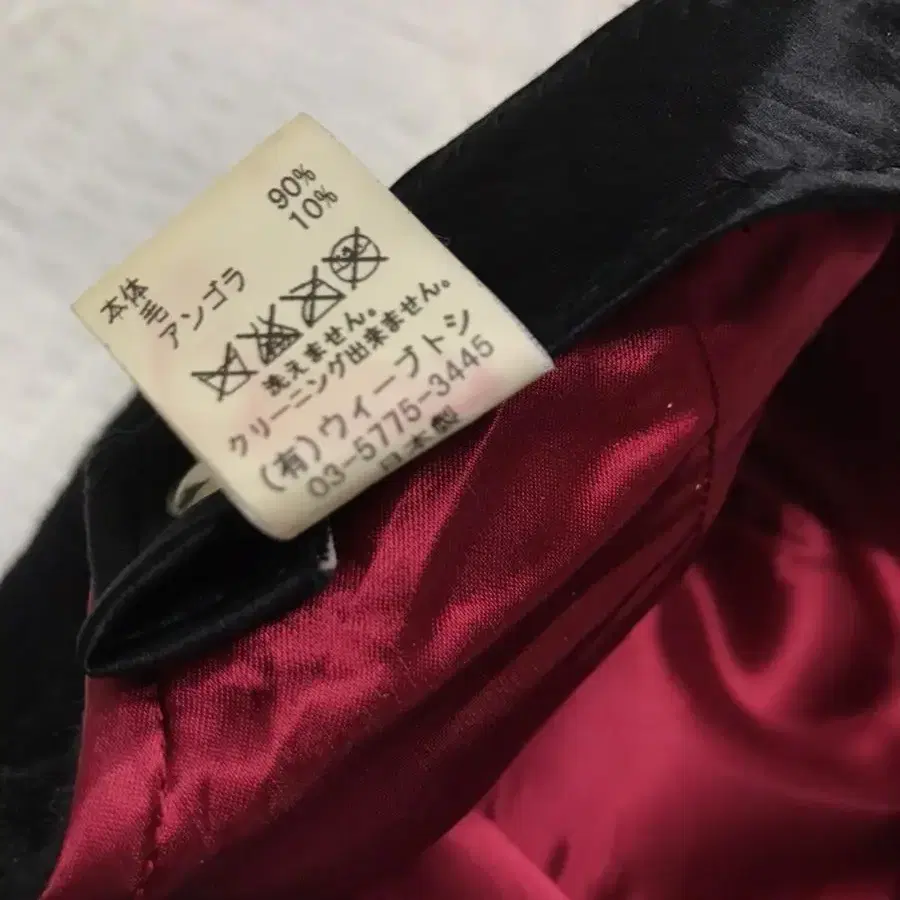 本体
毛 90%
アンゴラ 10%
洗えません。
クリーニング出来ません。
(有)ウィーブトシ
03-5775-3445
日本製